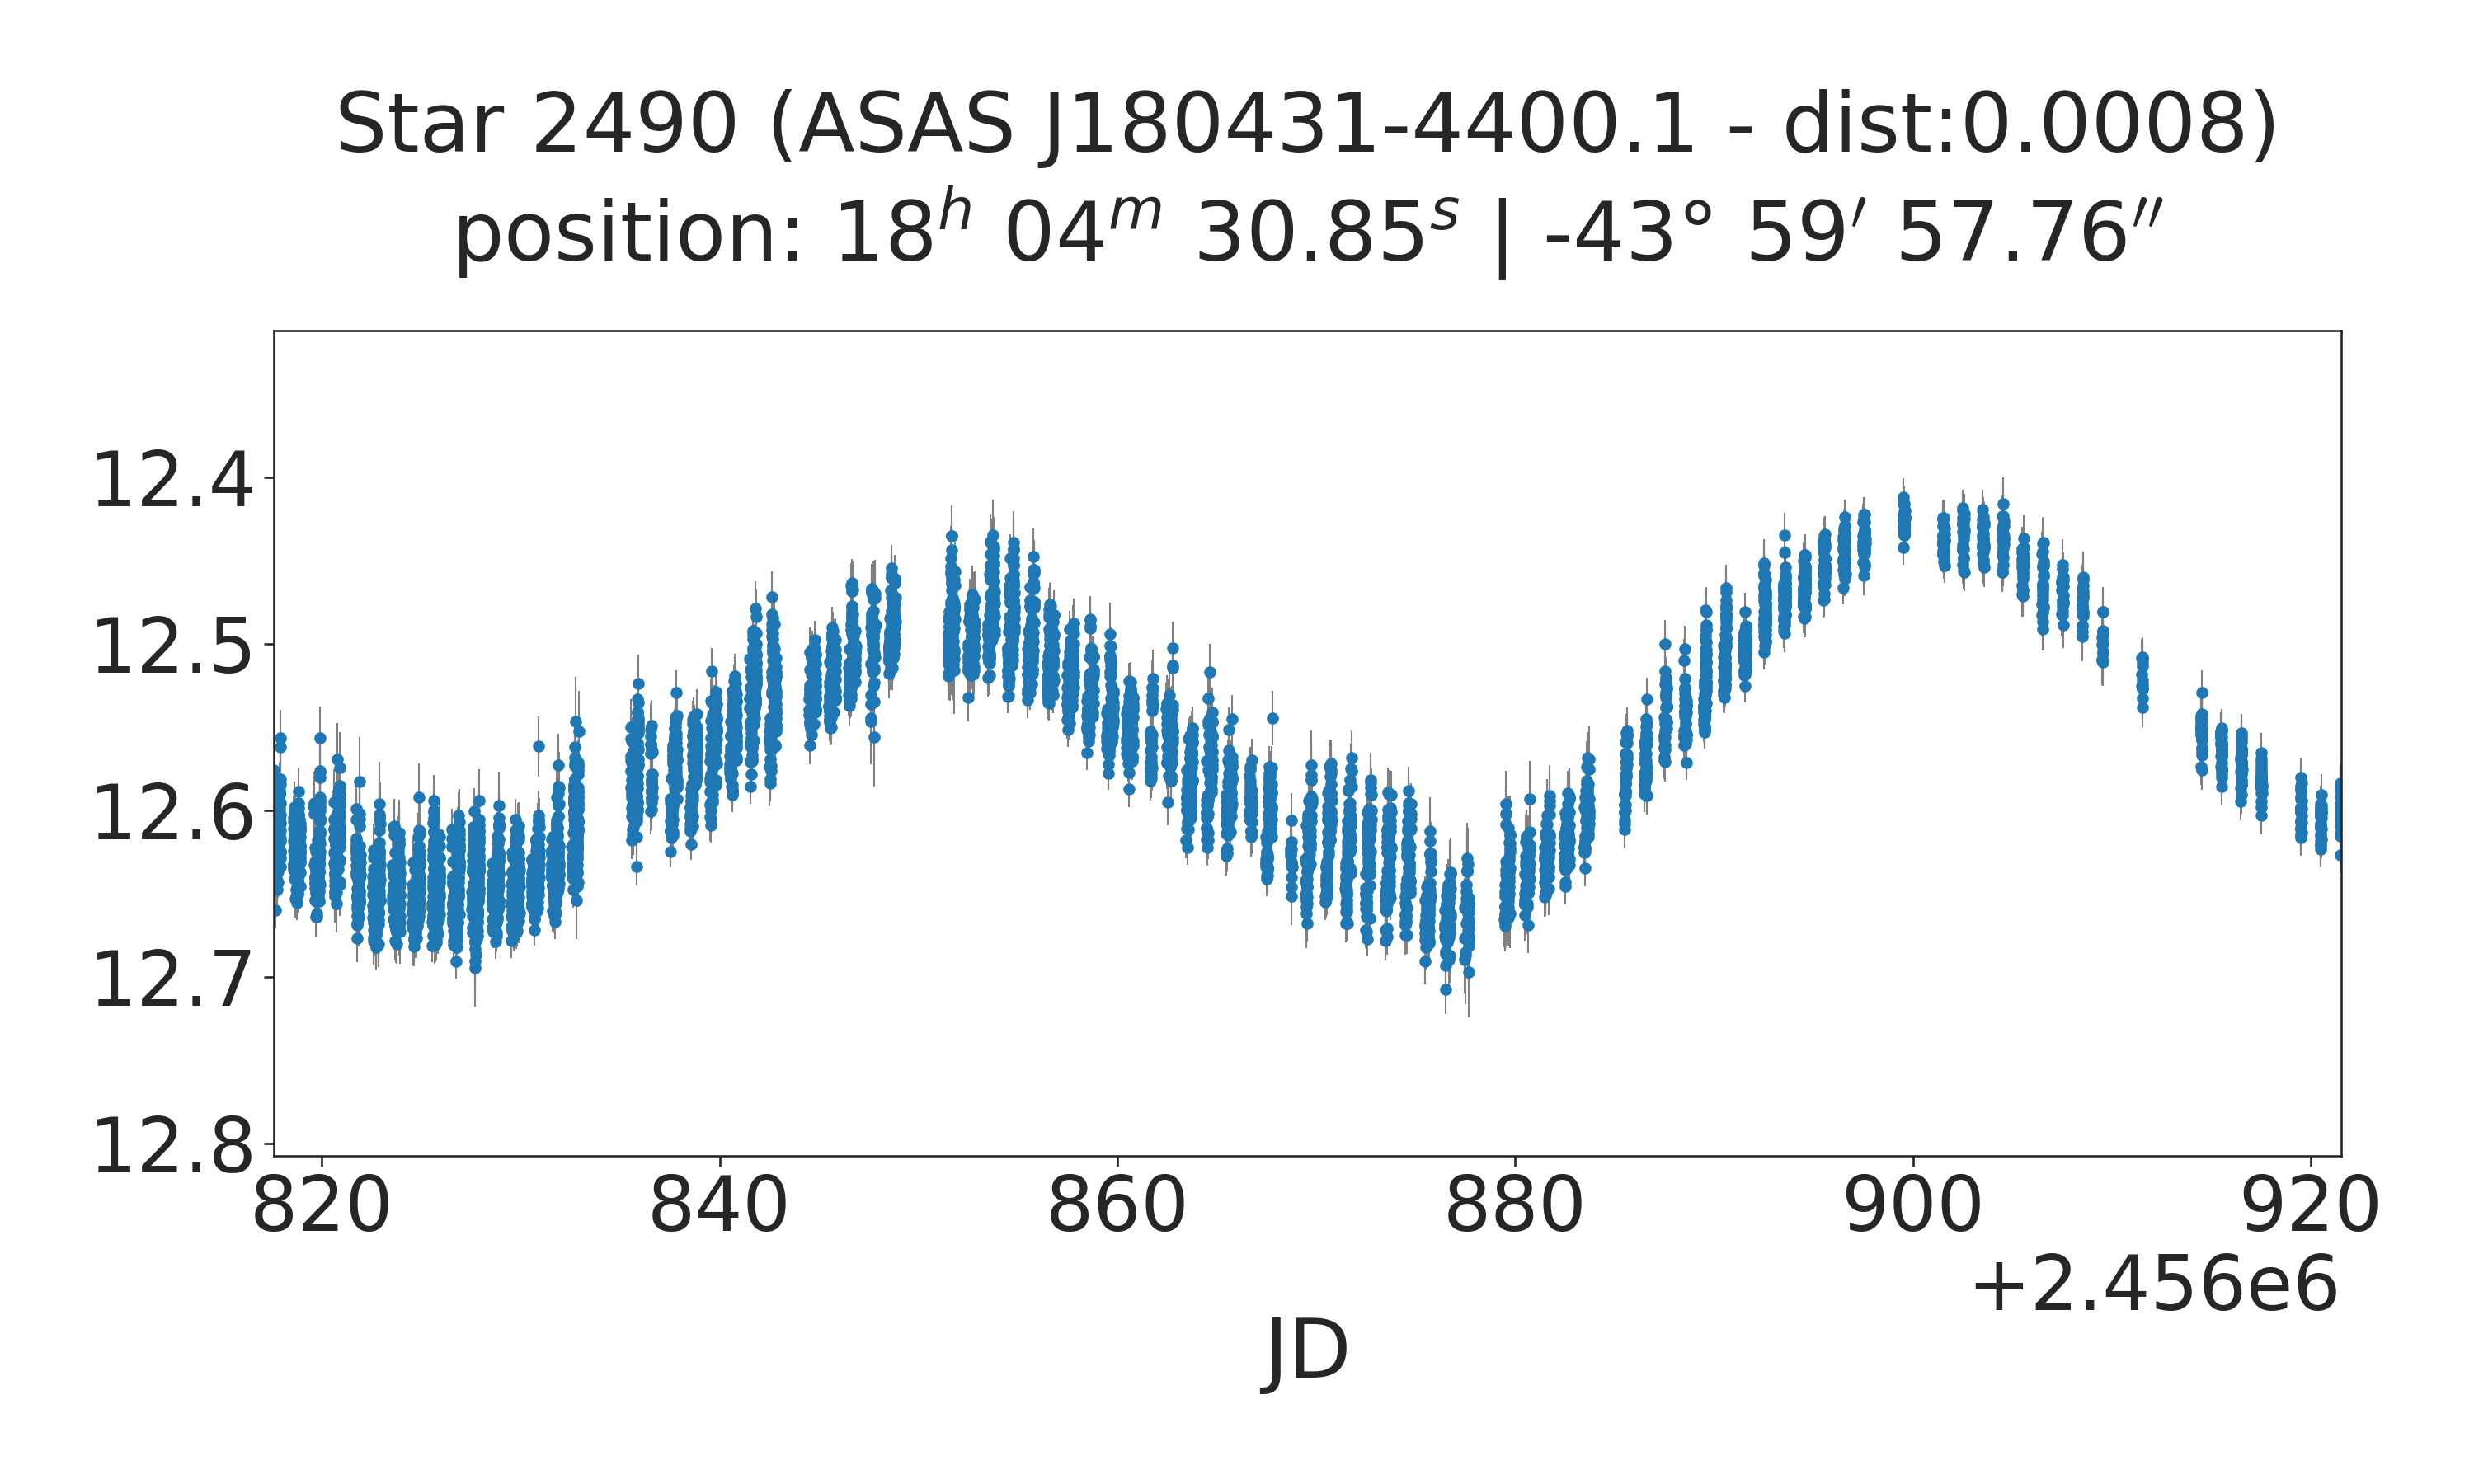 Star 2490 (ASAS J180431-4400.1 - dist:0.0008)
position: 18ʰ 04ᵐ 30.85ˢ | -43° 59′ 57.76″
12.4
12.5
12.6
12.7
12.8
820 840 860 880 900 920
+2.456e6
JD